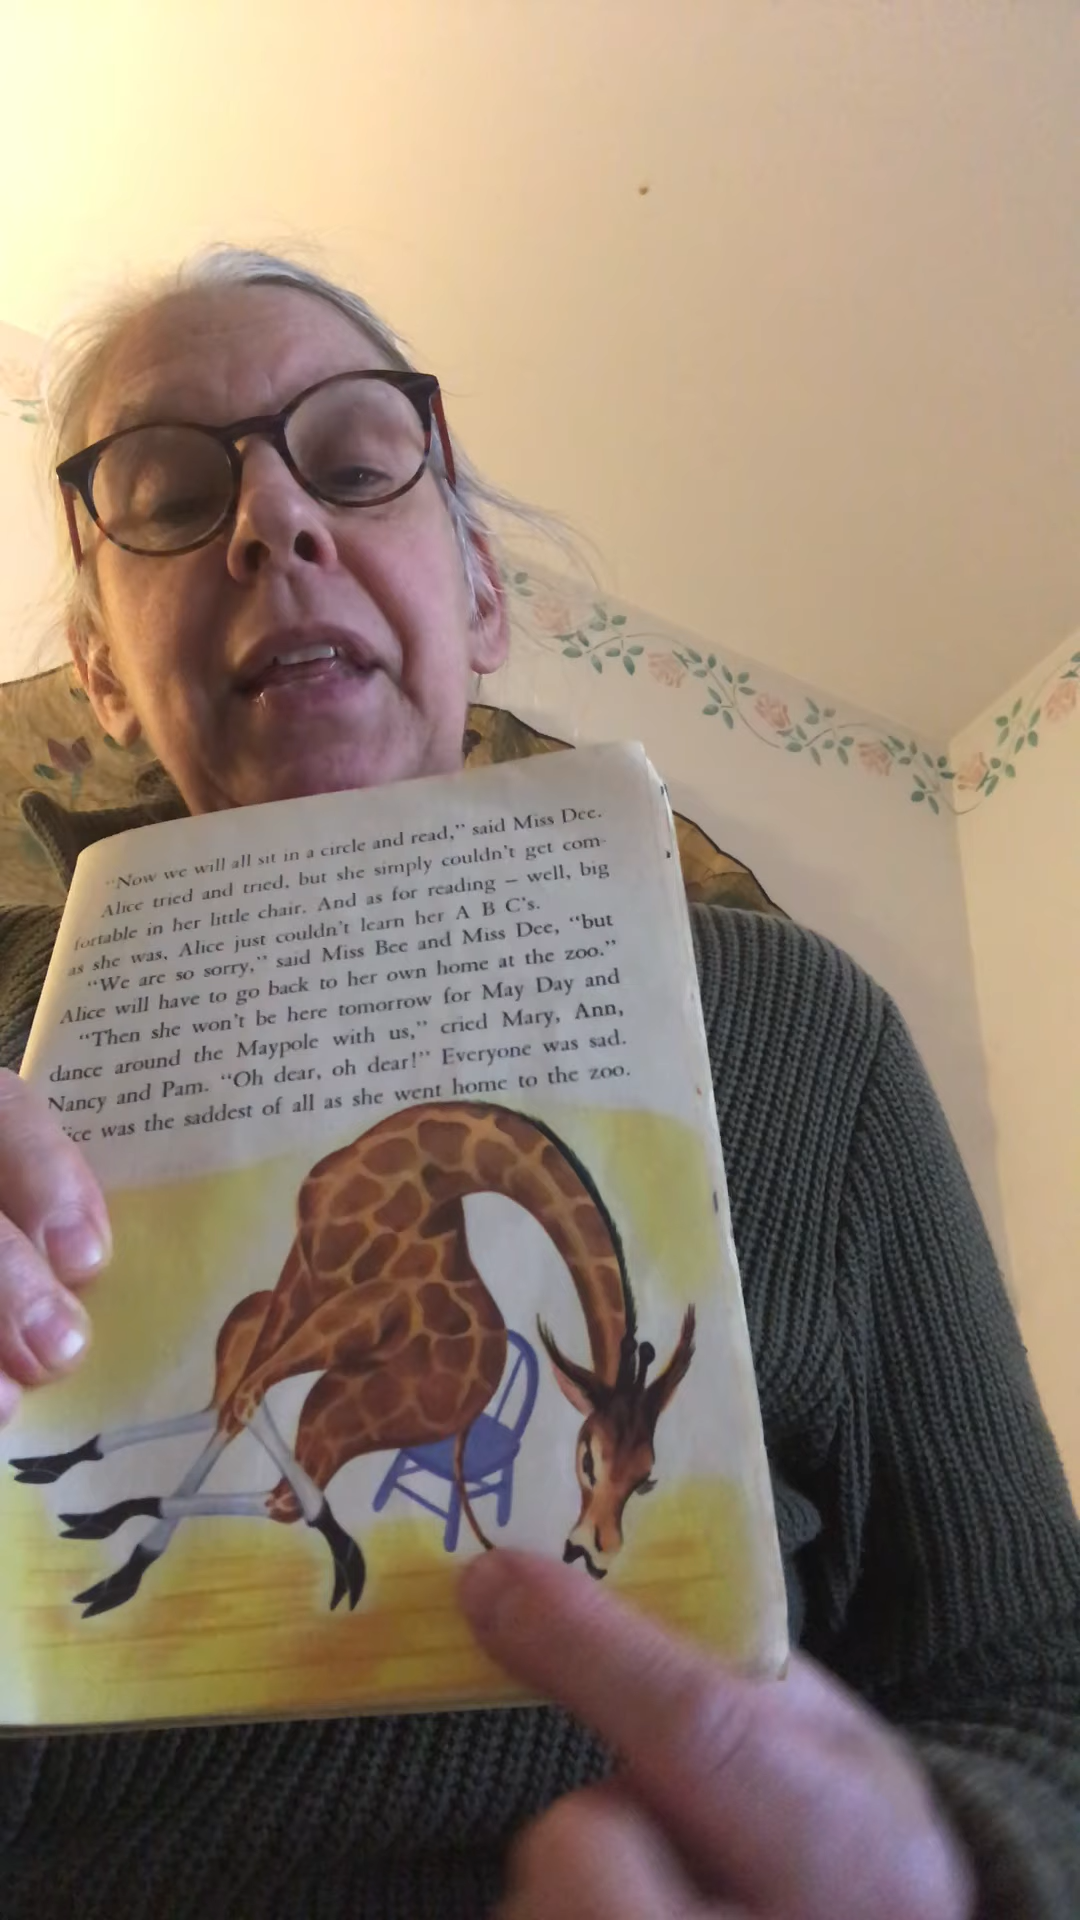 "Now we will all sit in a circle and read," said Miss Dee.
Alice tried and tried, but she simply couldn't get com-
fortable in her little chair. And as for reading – well, big
as she was, Alice just couldn't learn her A B C's.
"We are so sorry," said Miss Bee and Miss Dee, "but
Alice will have to go back to her own home at the zoo."
"Then she won't be here tomorrow for May Day and
dance around the Maypole with us," cried Mary, Ann,
Nancy and Pam. "Oh dear, oh dear!" Everyone was sad.
ice was the saddest of all as she went home to the zoo.